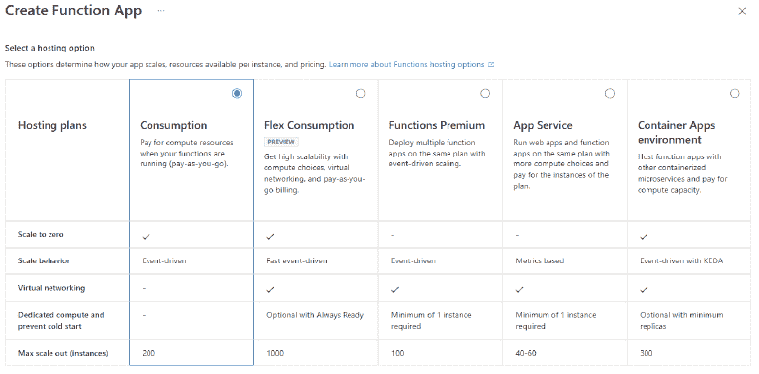 Create Function App ...
Select a hosting option
These options determine how your app scales, resources available per instance, and pricing. Learn more about Functions hosting options
Hosting plans
Consumption
Pay for compute resources
when your functions are
running (pay-as-you-go).
Flex Consumption
PREVIEW
Get high scalability with
compute choices, virtual
networking, and pay-as-you-
go billing.
Functions Premium
Deploy multiple function
apps on the same plan with
event-driven scaling.
App Service
Run web apps and function
apps on the same plan with
more compute choices and
pay for the instances of the
plan.
Container Apps
environment
Host function apps with
other containerized
microservices and pay for
compute capacity.
Scale to zero - -
Scale behavior Event-driven Fast event-driven Event-driven Metrics based Event-driven with KEDA
Virtual networking -
Dedicated compute and
prevent cold start
-
Optional with Always Ready
Minimum of 1 instance
required
Minimum of 1 instance
required
Optional with minimum
replicas
Max scale out (instances) 200 1000 100 40-60 300